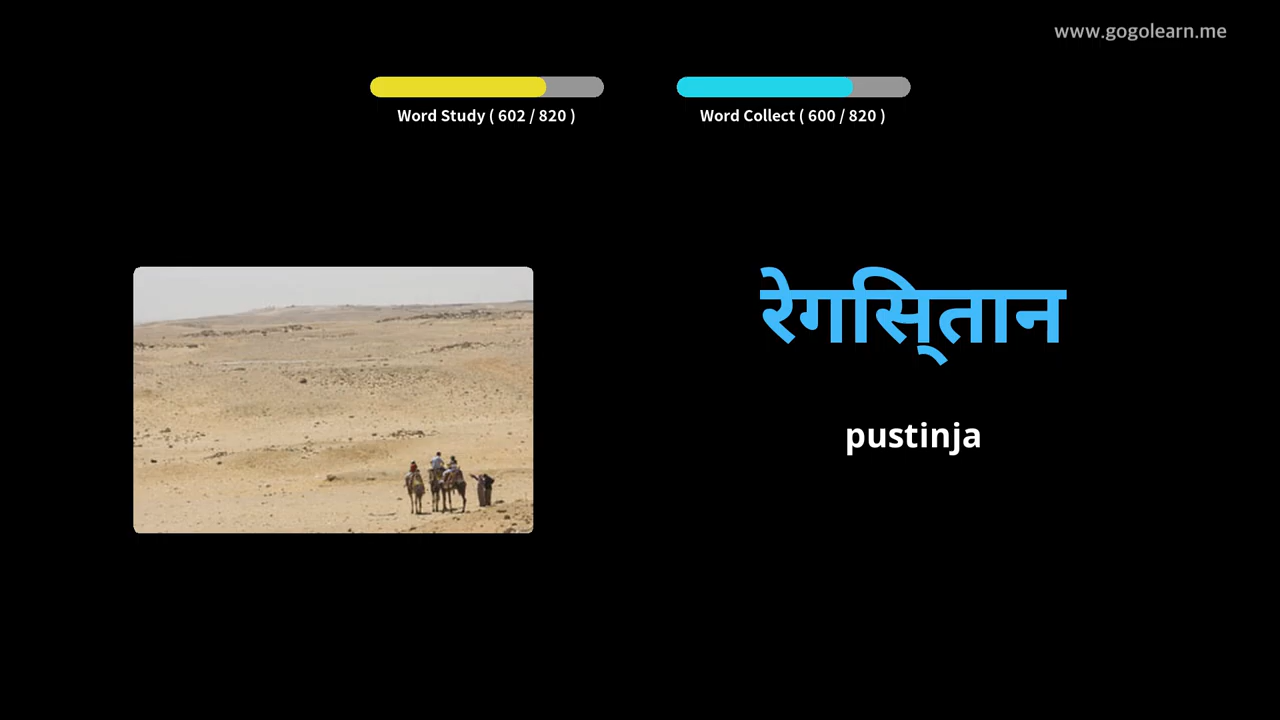 www.gogolearn.me
Word Study ( 602 / 820 )
Word Collect ( 600 / 820 )
रेगसि्तान
pustinja